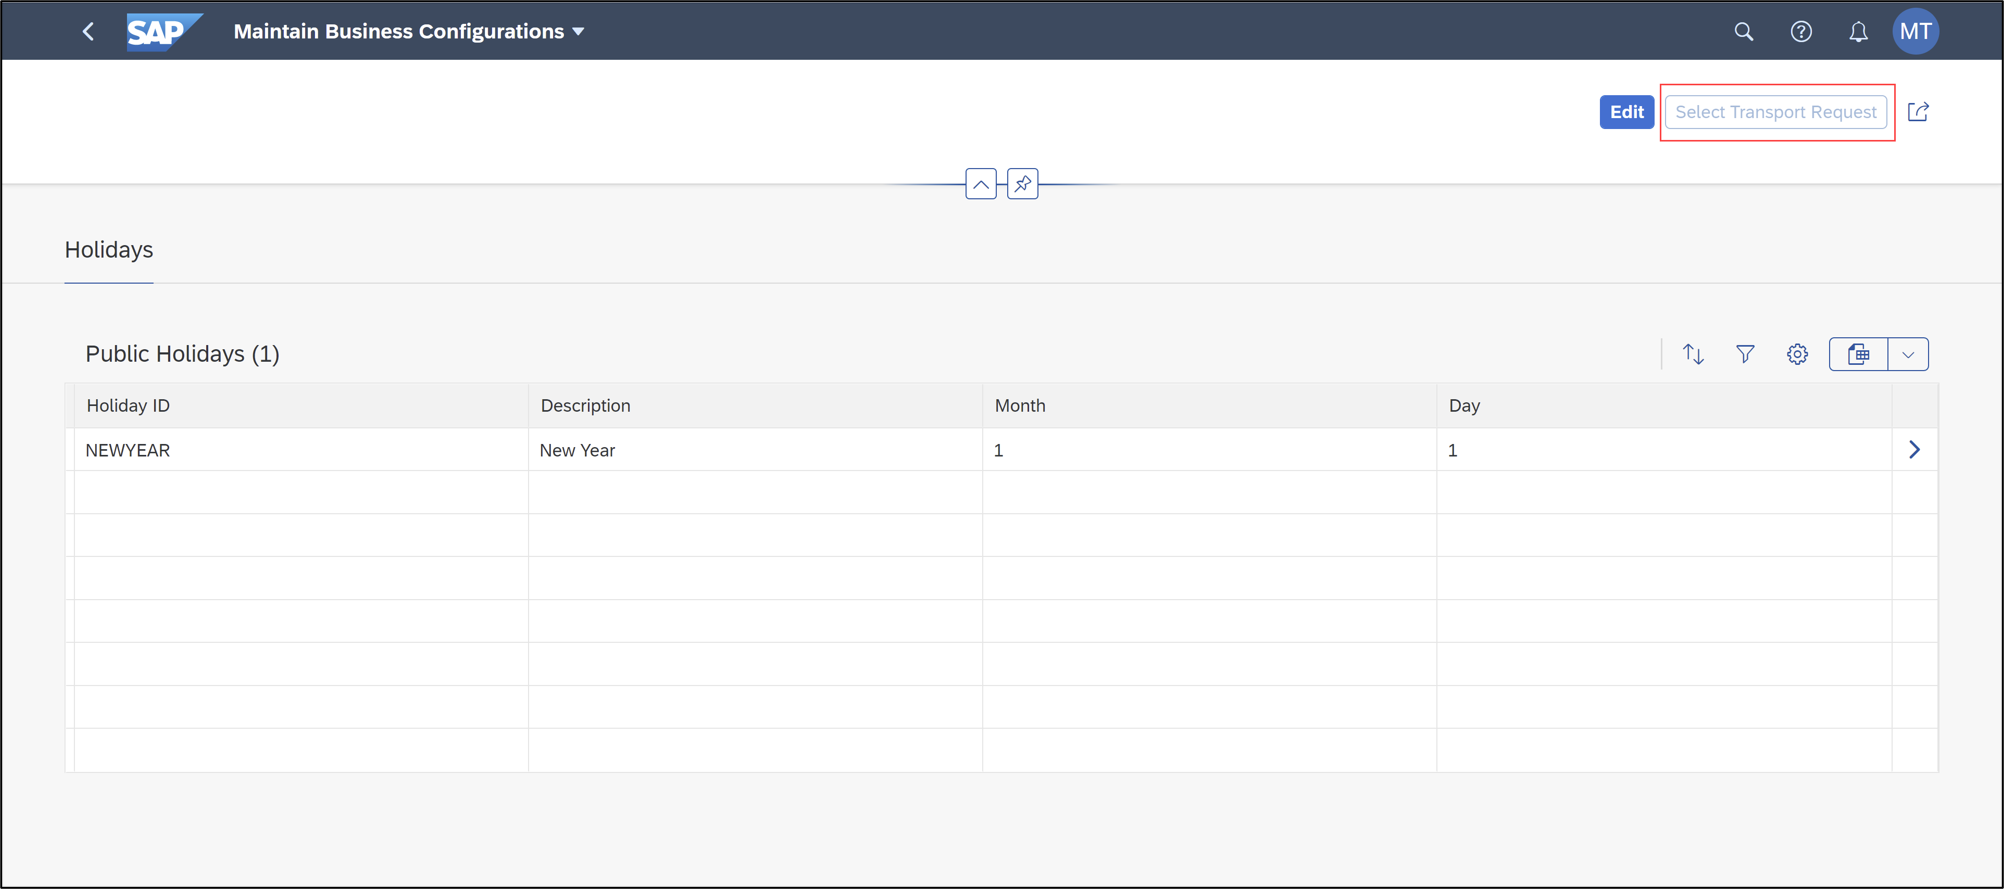 SAP Maintain Business Configurations MT
Edit Select Transport Request
Holidays
Public Holidays (1)
Holiday ID Description Month Day
NEWYEAR New Year 1 1